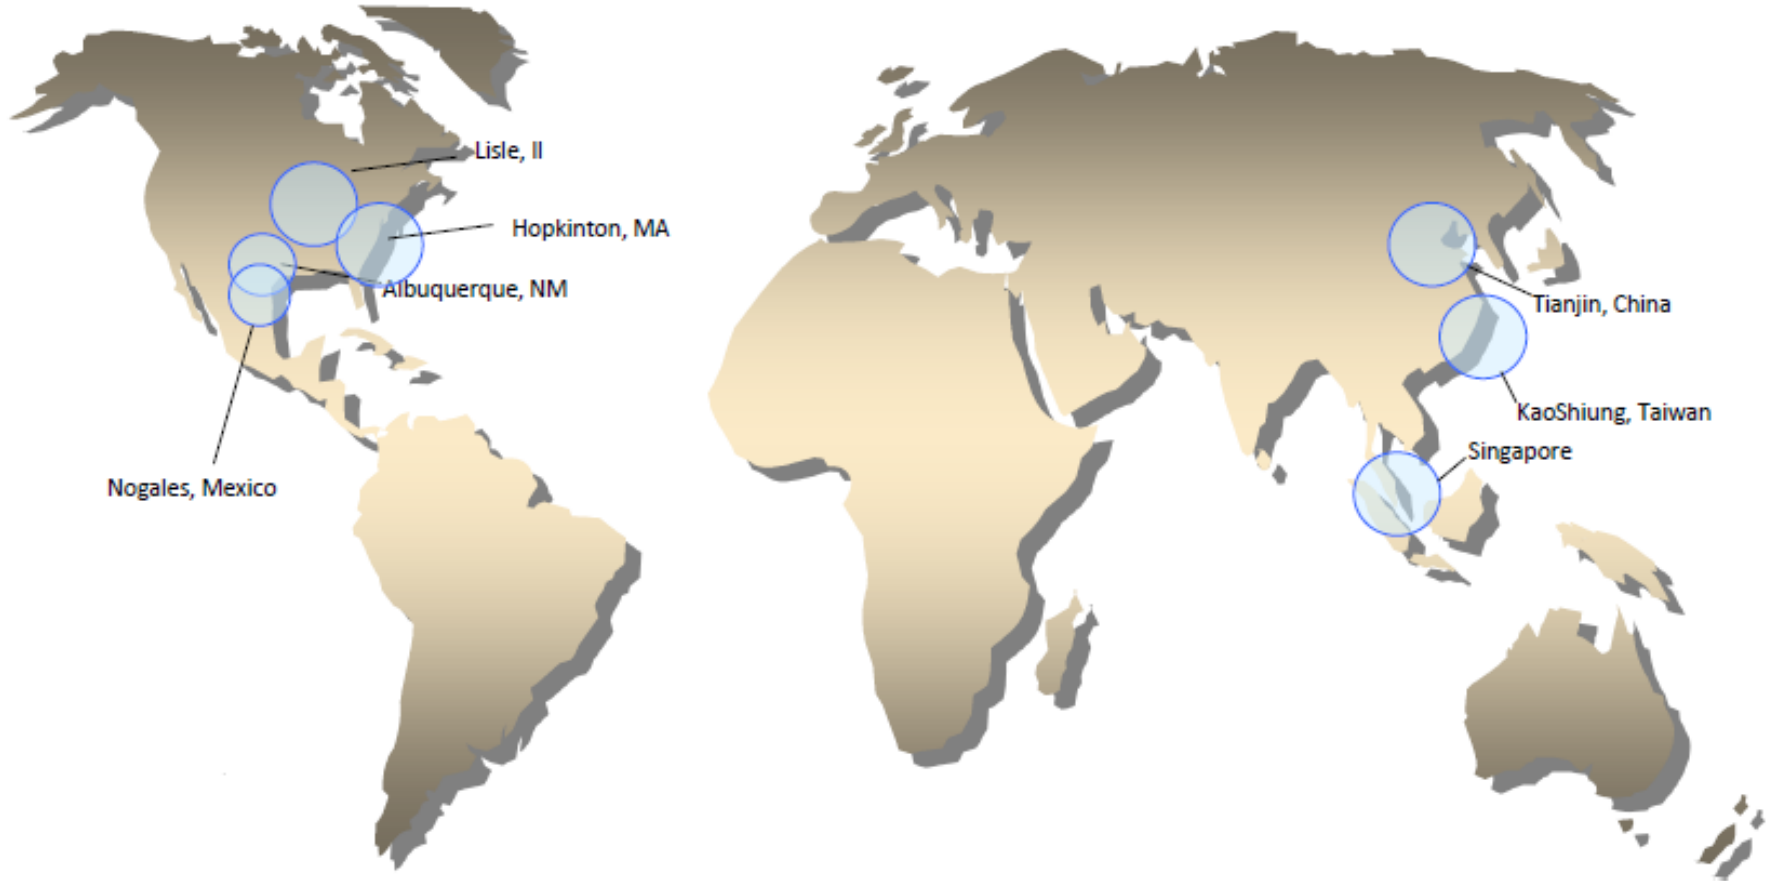 Lisle, Il
Hopkinton, MA
Albuquerque, NM
Tianjin, China
KaoShiung, Taiwan
Singapore
Nogales, Mexico